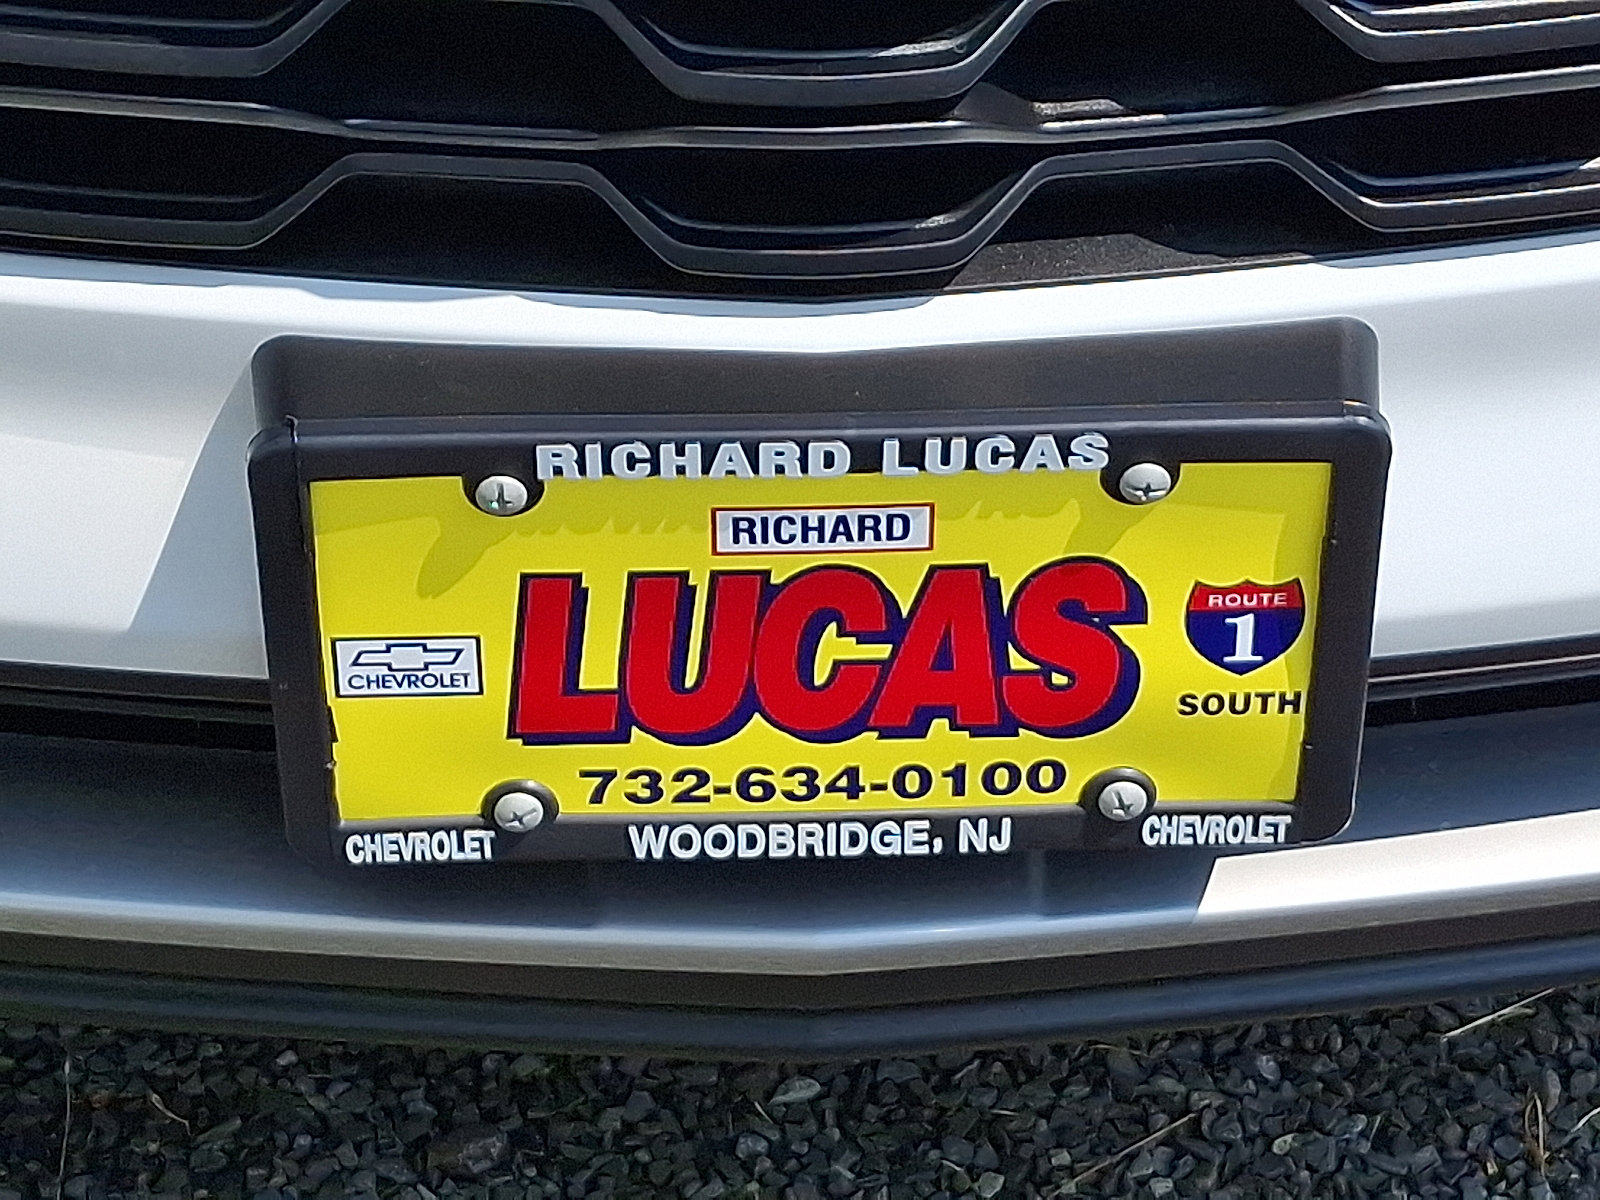 RICHARD LUCAS
RICHARD
LUCAS
ROUTE
1
SOUTH
CHEVROLET
732-634-0100
CHEVROLET
WOODBRIDGE, NJ
CHEVROLET